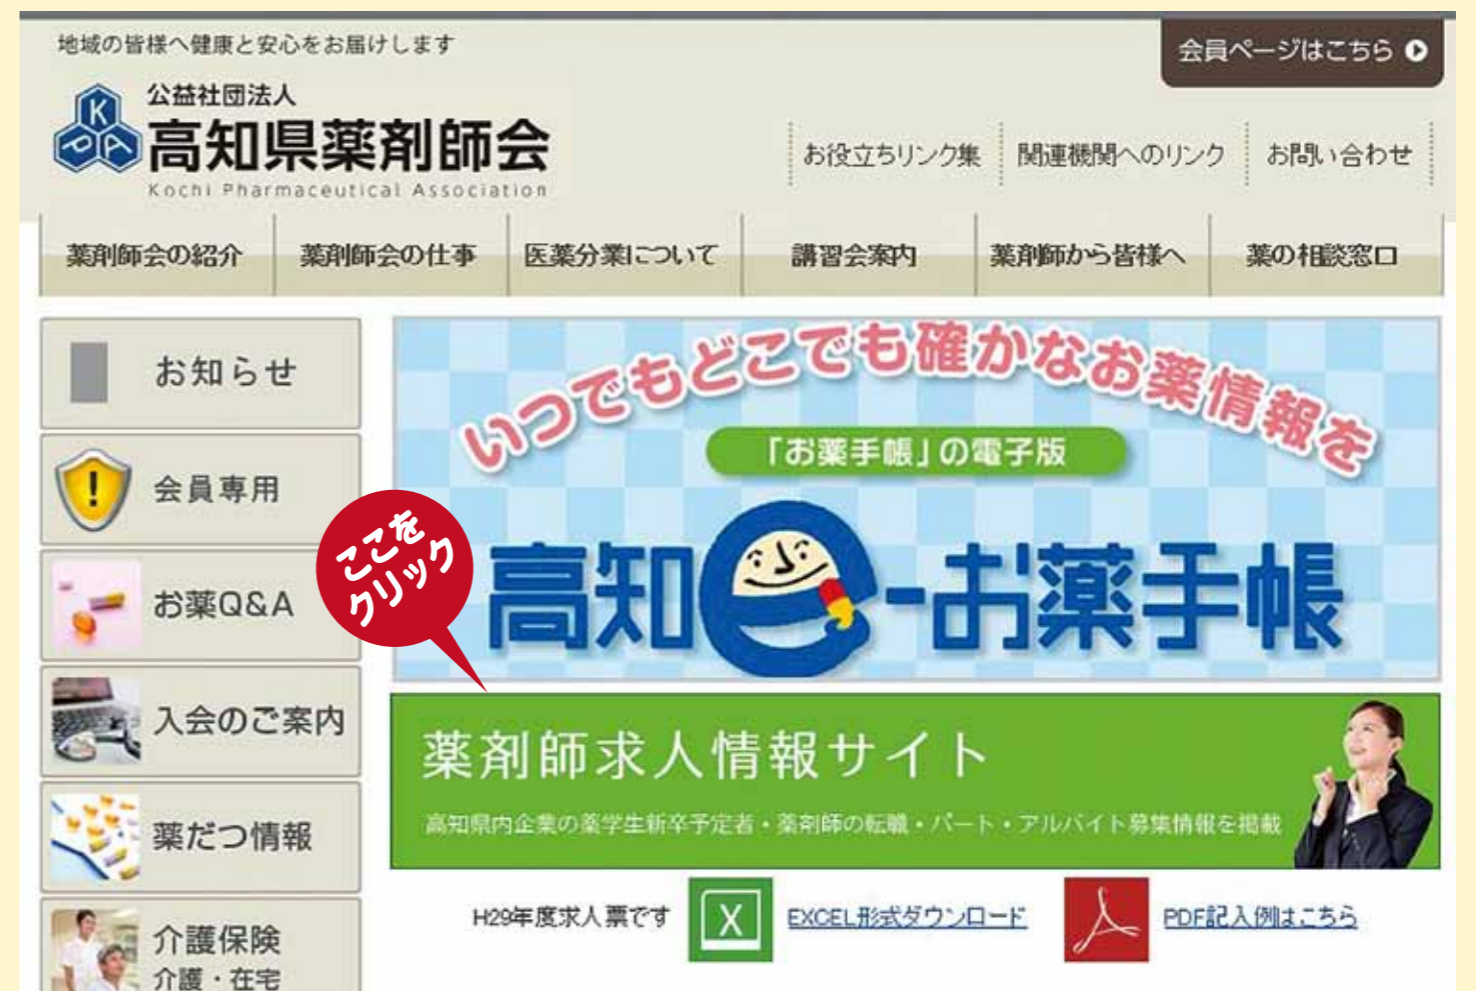 地域の皆様へ健康と安心をお届けします
会員ページはこちら
公益社団法人
高知県薬剤師会
Kochi Pharmaceutical Association
KPA
お役立ちリンク集
関連機関へのリンク
お問い合わせ
薬剤師会の紹介
薬剤師会の仕事
医薬分業について
講習会案内
薬剤師から皆様へ
薬の相談窓口
お知らせ
会員専用
お薬Q&A
入会のご案内
薬だつ情報
介護保険
介護・在宅
いつでもどこでも確かなお薬情報を
「お薬手帳」の電子版
高知e-お薬手帳
ここを
クリック
薬剤師求人情報サイト
高知県内企業の薬学生新卒予定者・薬剤師の転職・パート・アルバイト募集情報を掲載
H29年度求人票です
X
EXCEL形式ダウンロード
PDF記入例はこちら